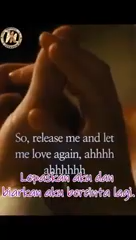 So, release me and let
me love again, ahhhh
ahhhhhh
Lepaskan aku dan
biarkan aku bercinta lagi.